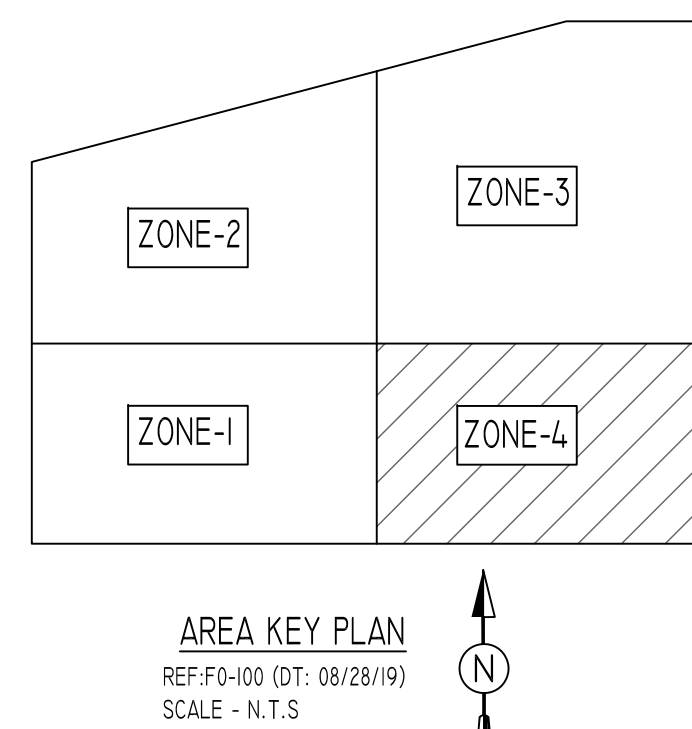 ZONE-3
ZONE-2
ZONE-1
ZONE-4
AREA KEY PLAN
REF:F0-100 (DT: 08/28/19)
SCALE - N.T.S
N